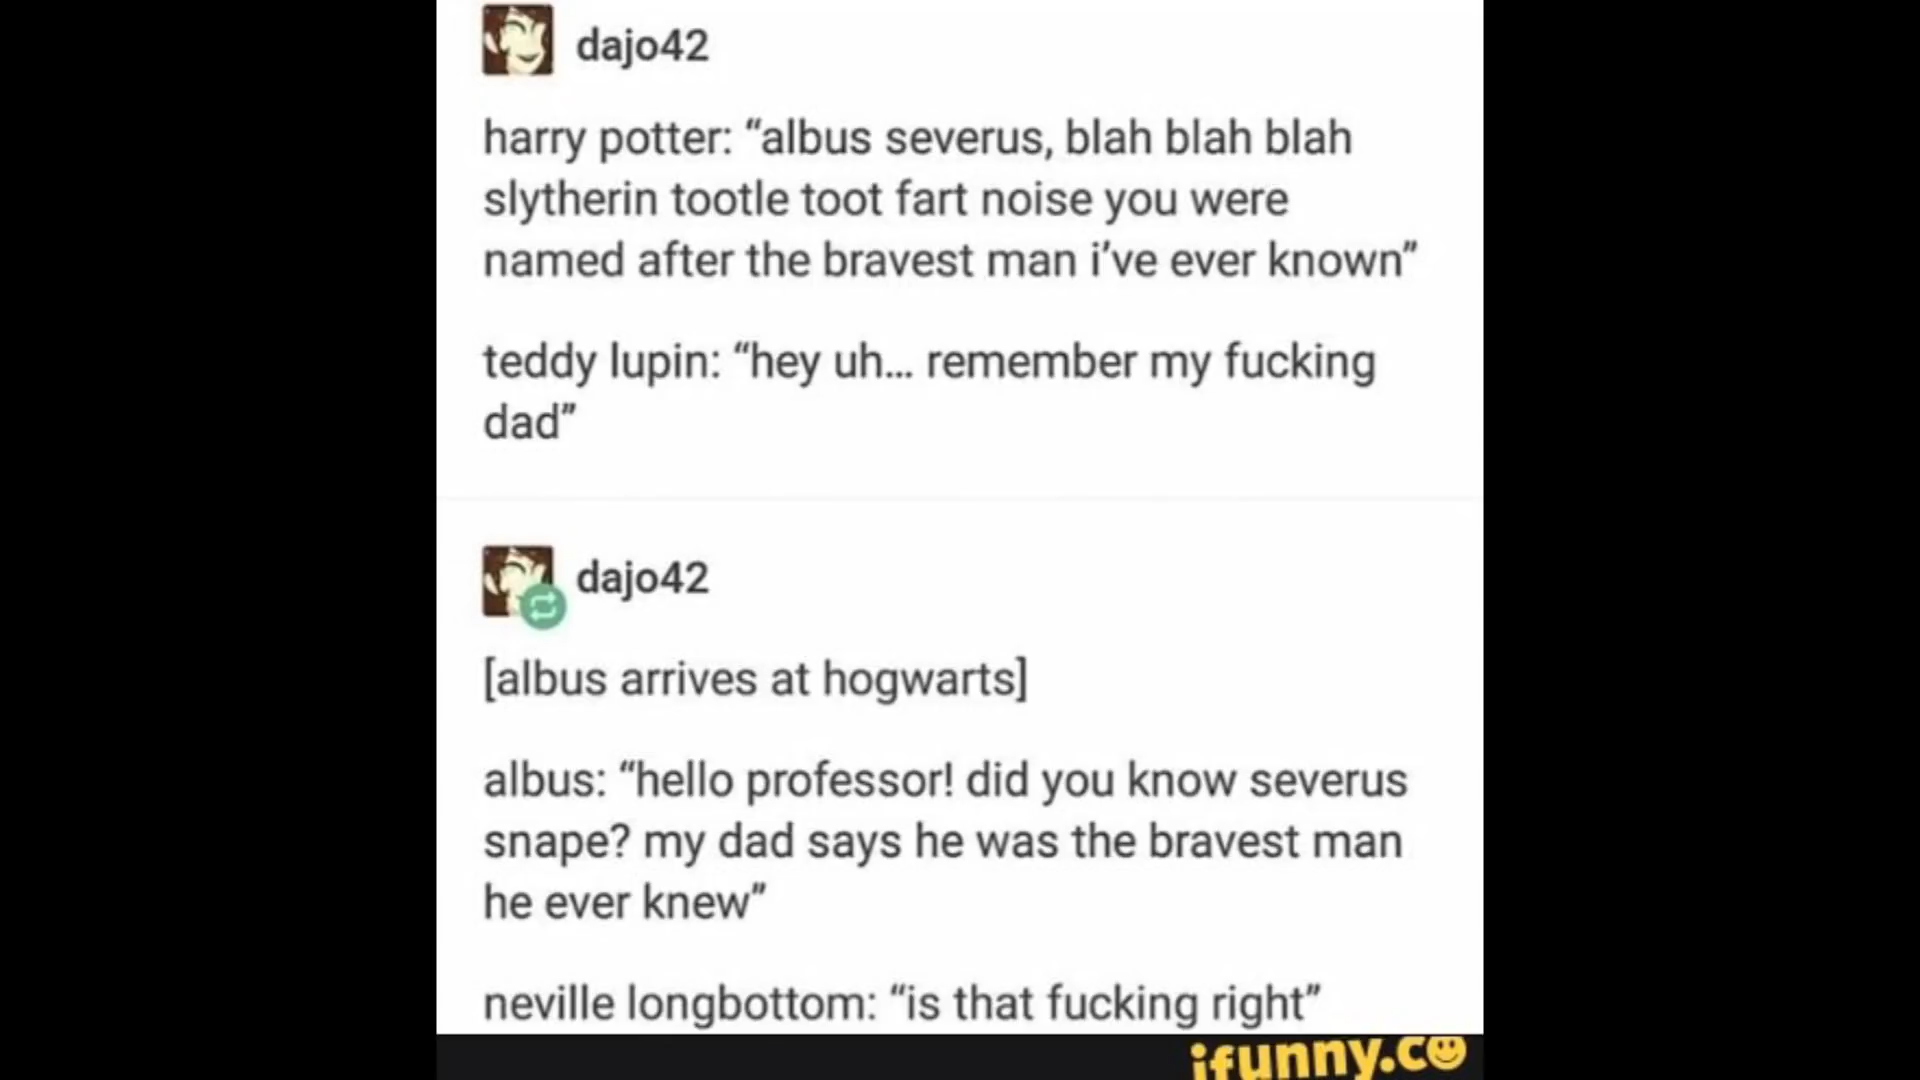 dajo42
harry potter: “albus severus, blah blah blah
slytherin tootle toot fart noise you were
named after the bravest man i’ve ever known”
teddy lupin: “hey uh... remember my fucking
dad”
dajo42
[albus arrives at hogwarts]
albus: “hello professor! did you know severus
snape? my dad says he was the bravest man
he ever knew”
neville longbottom: “is that fucking right”
ifunny.co